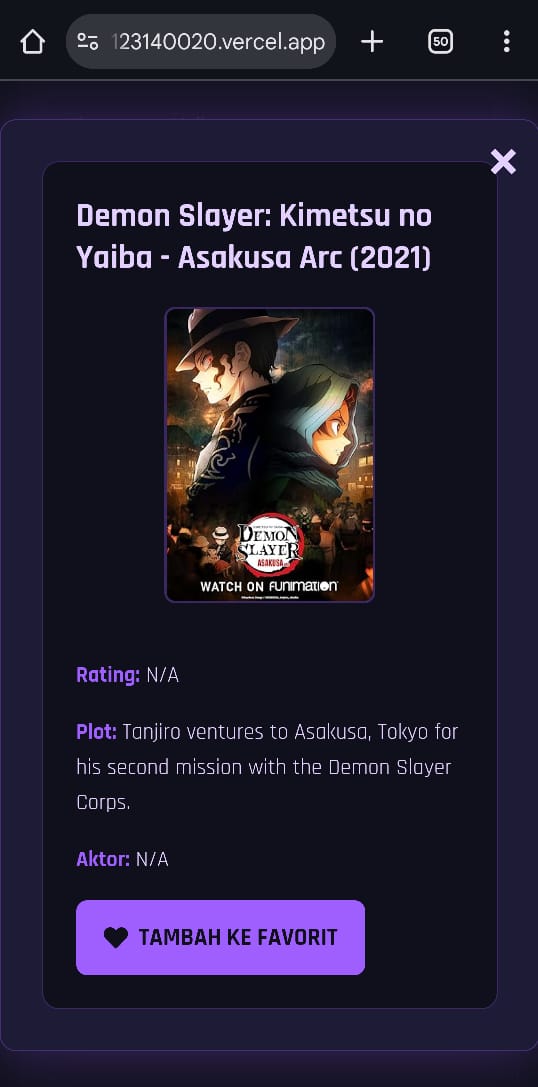 123140020.vercel.app
50
Demon Slayer: Kimetsu no
Yaiba - Asakusa Arc (2021)
DEMON
SLAYER
ASAKUSA
WATCH ON FUNIMATION
Rating: N/A
Plot: Tanjiro ventures to Asakusa, Tokyo for
his second mission with the Demon Slayer
Corps.
Aktor: N/A
TAMBAH KE FAVORIT